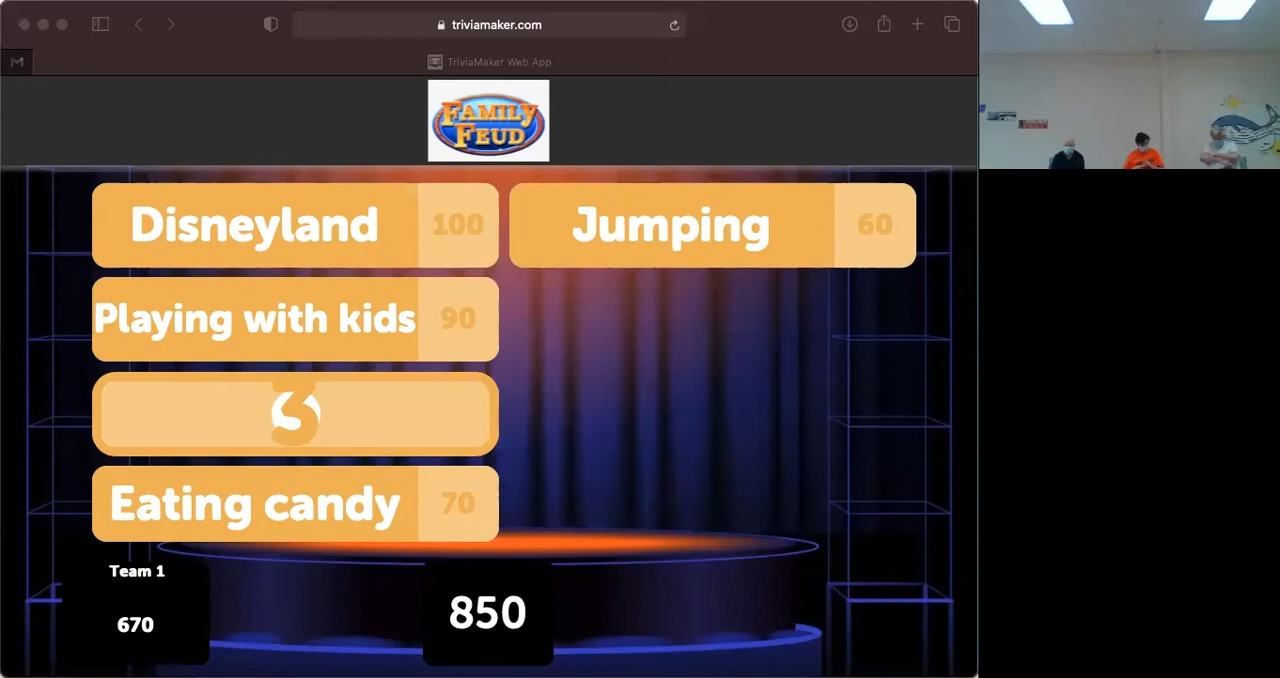 triviamaker.com
TriviaMaker Web App
FAMILY
FEUD
Disneyland 100
Jumping 60
Playing with kids 90
3
Eating candy 70
Team 1
670
850